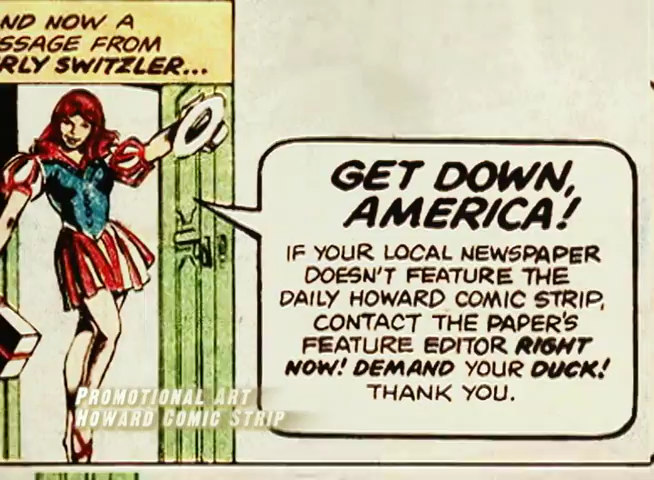 ND NOW A
SSAGE FROM
RLY SWITZLER...
GET DOWN,
AMERICA!
IF YOUR LOCAL NEWSPAPER
DOESN'T FEATURE THE
DAILY HOWARD COMIC STRIP,
CONTACT THE PAPER'S
FEATURE EDITOR RIGHT
NOW! DEMAND YOUR DUCK!
THANK YOU.
PROMOTIONAL ART
HOWARD COMIC STRIP